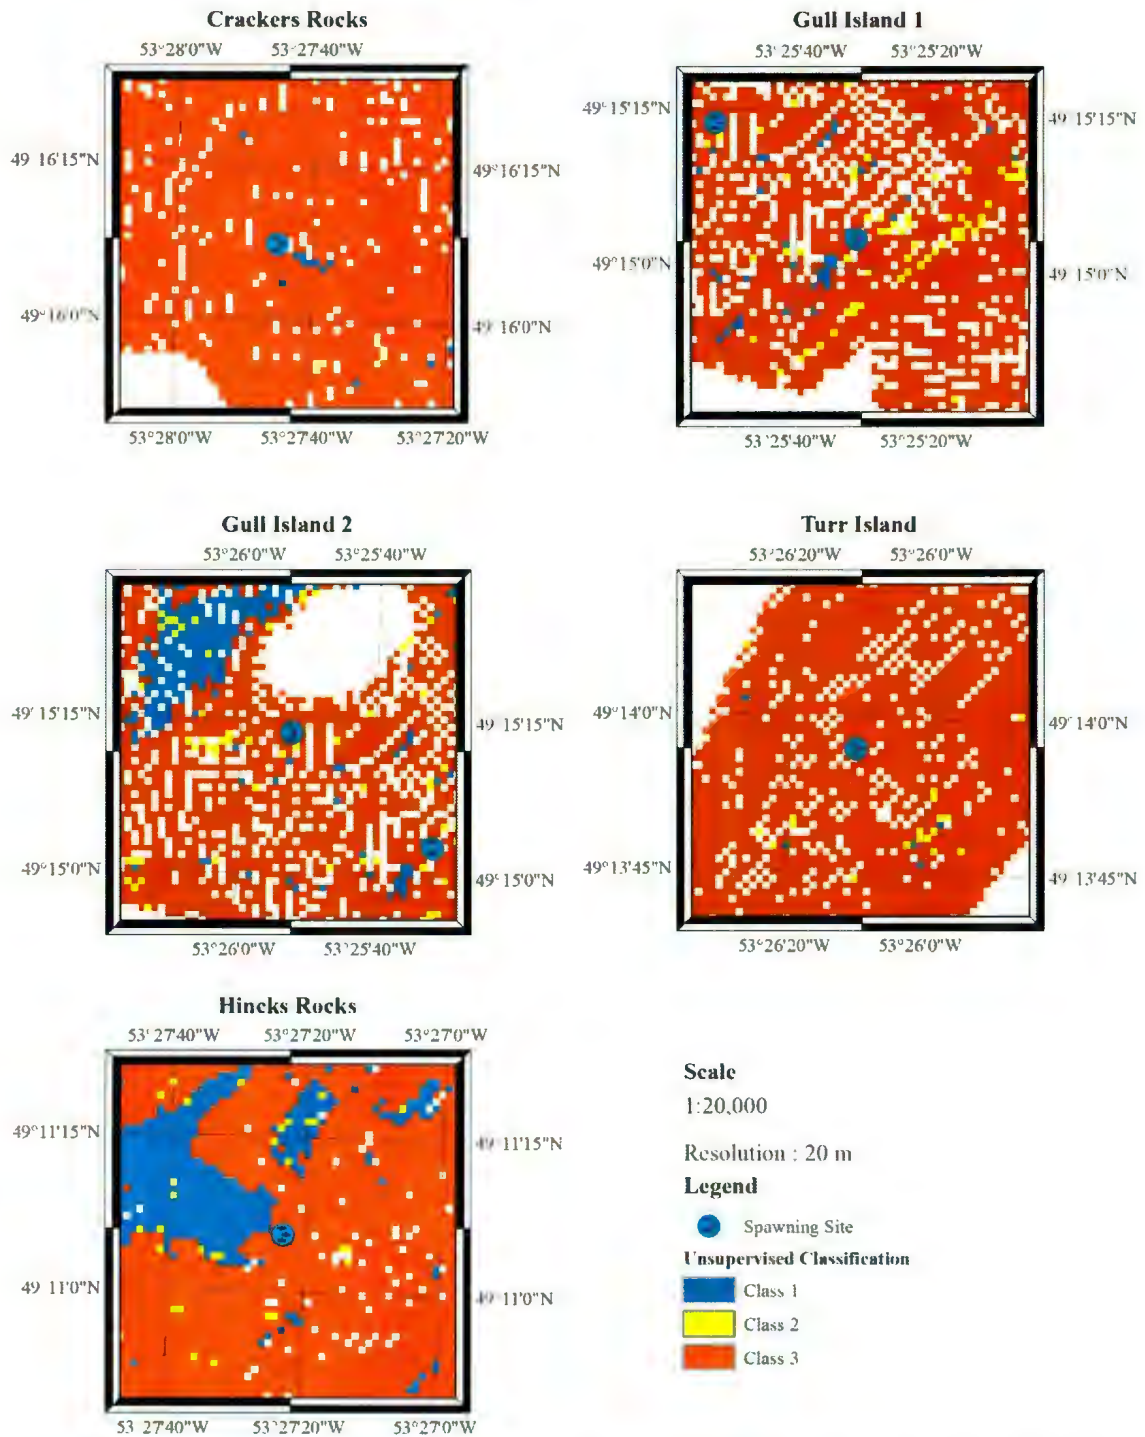 Crackers Rocks
53°28'0"W 53°27'40"W
49°16'15"N
49°16'15"N
49°16'0"N
49°16'0"N
53°28'0"W 53°27'40"W 53°27'20"W
Gull Island 1
53°25'40"W 53°25'20"W
49°15'15"N
49°15'15"N
49°15'0"N
49°15'0"N
53°25'40"W 53°25'20"W
Gull Island 2
53°26'0"W 53°25'40"W
49°15'15"N
49°15'15"N
49°15'0"N
49°15'0"N
53°26'0"W 53°25'40"W
Turr Island
53°26'20"W 53°26'0"W
49°14'0"N
49°14'0"N
49°13'45"N
49°13'45"N
53°26'20"W 53°26'0"W
Hincks Rocks
53°27'40"W 53°27'20"W 53°27'0"W
49°11'15"N
49°11'15"N
49°11'0"N
49°11'0"N
53°27'40"W 53°27'20"W 53°27'0"W
Scale
1:20,000
Resolution : 20 m
Legend
Spawning Site
Unsupervised Classification
Class 1
Class 2
Class 3